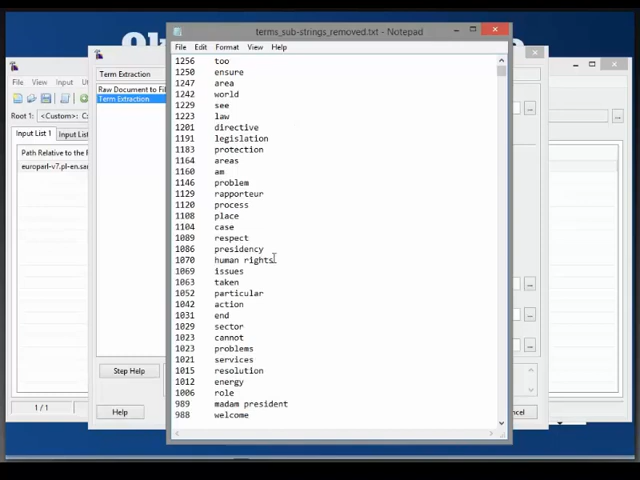 terms_sub-strings_removed.txt - Notepad
File Edit Format View Help
1256 too
1250 ensure
1247 area
1242 world
1229 see
1223 law
1201 directive
1191 legislation
1183 protection
1164 areas
1160 am
1146 problem
1129 rapporteur
1120 process
1108 place
1104 case
1089 respect
1086 presidency
1070 human rights
1069 issues
1063 taken
1052 particular
1042 action
1031 end
1029 sector
1023 cannot
1023 problems
1021 services
1015 resolution
1012 energy
1006 role
989 madam president
988 welcome
Term Extraction
Raw Document to Fil
Term Extraction
Step Help
Help
ncel
File View Input
Root 1: <Custom>: Custom
Input List 1 Input List
Path Relative to the R
europarl-v7.pl-en.sa
1 / 1